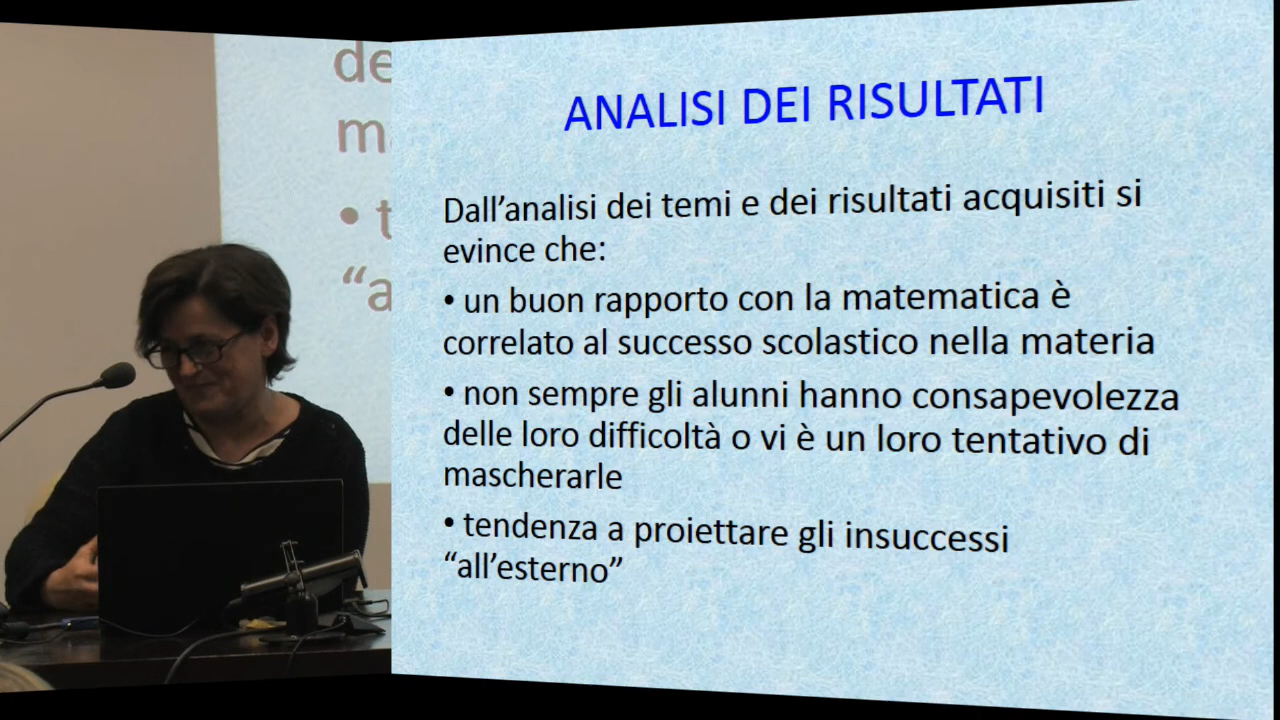 de
m
• t
“a
ANALISI DEI RISULTATI
Dall’analisi dei temi e dei risultati acquisiti si
evince che:
• un buon rapporto con la matematica è
correlato al successo scolastico nella materia
• non sempre gli alunni hanno consapevolezza
delle loro difficoltà o vi è un loro tentativo di
mascherarle
• tendenza a proiettare gli insuccessi
“all’esterno”